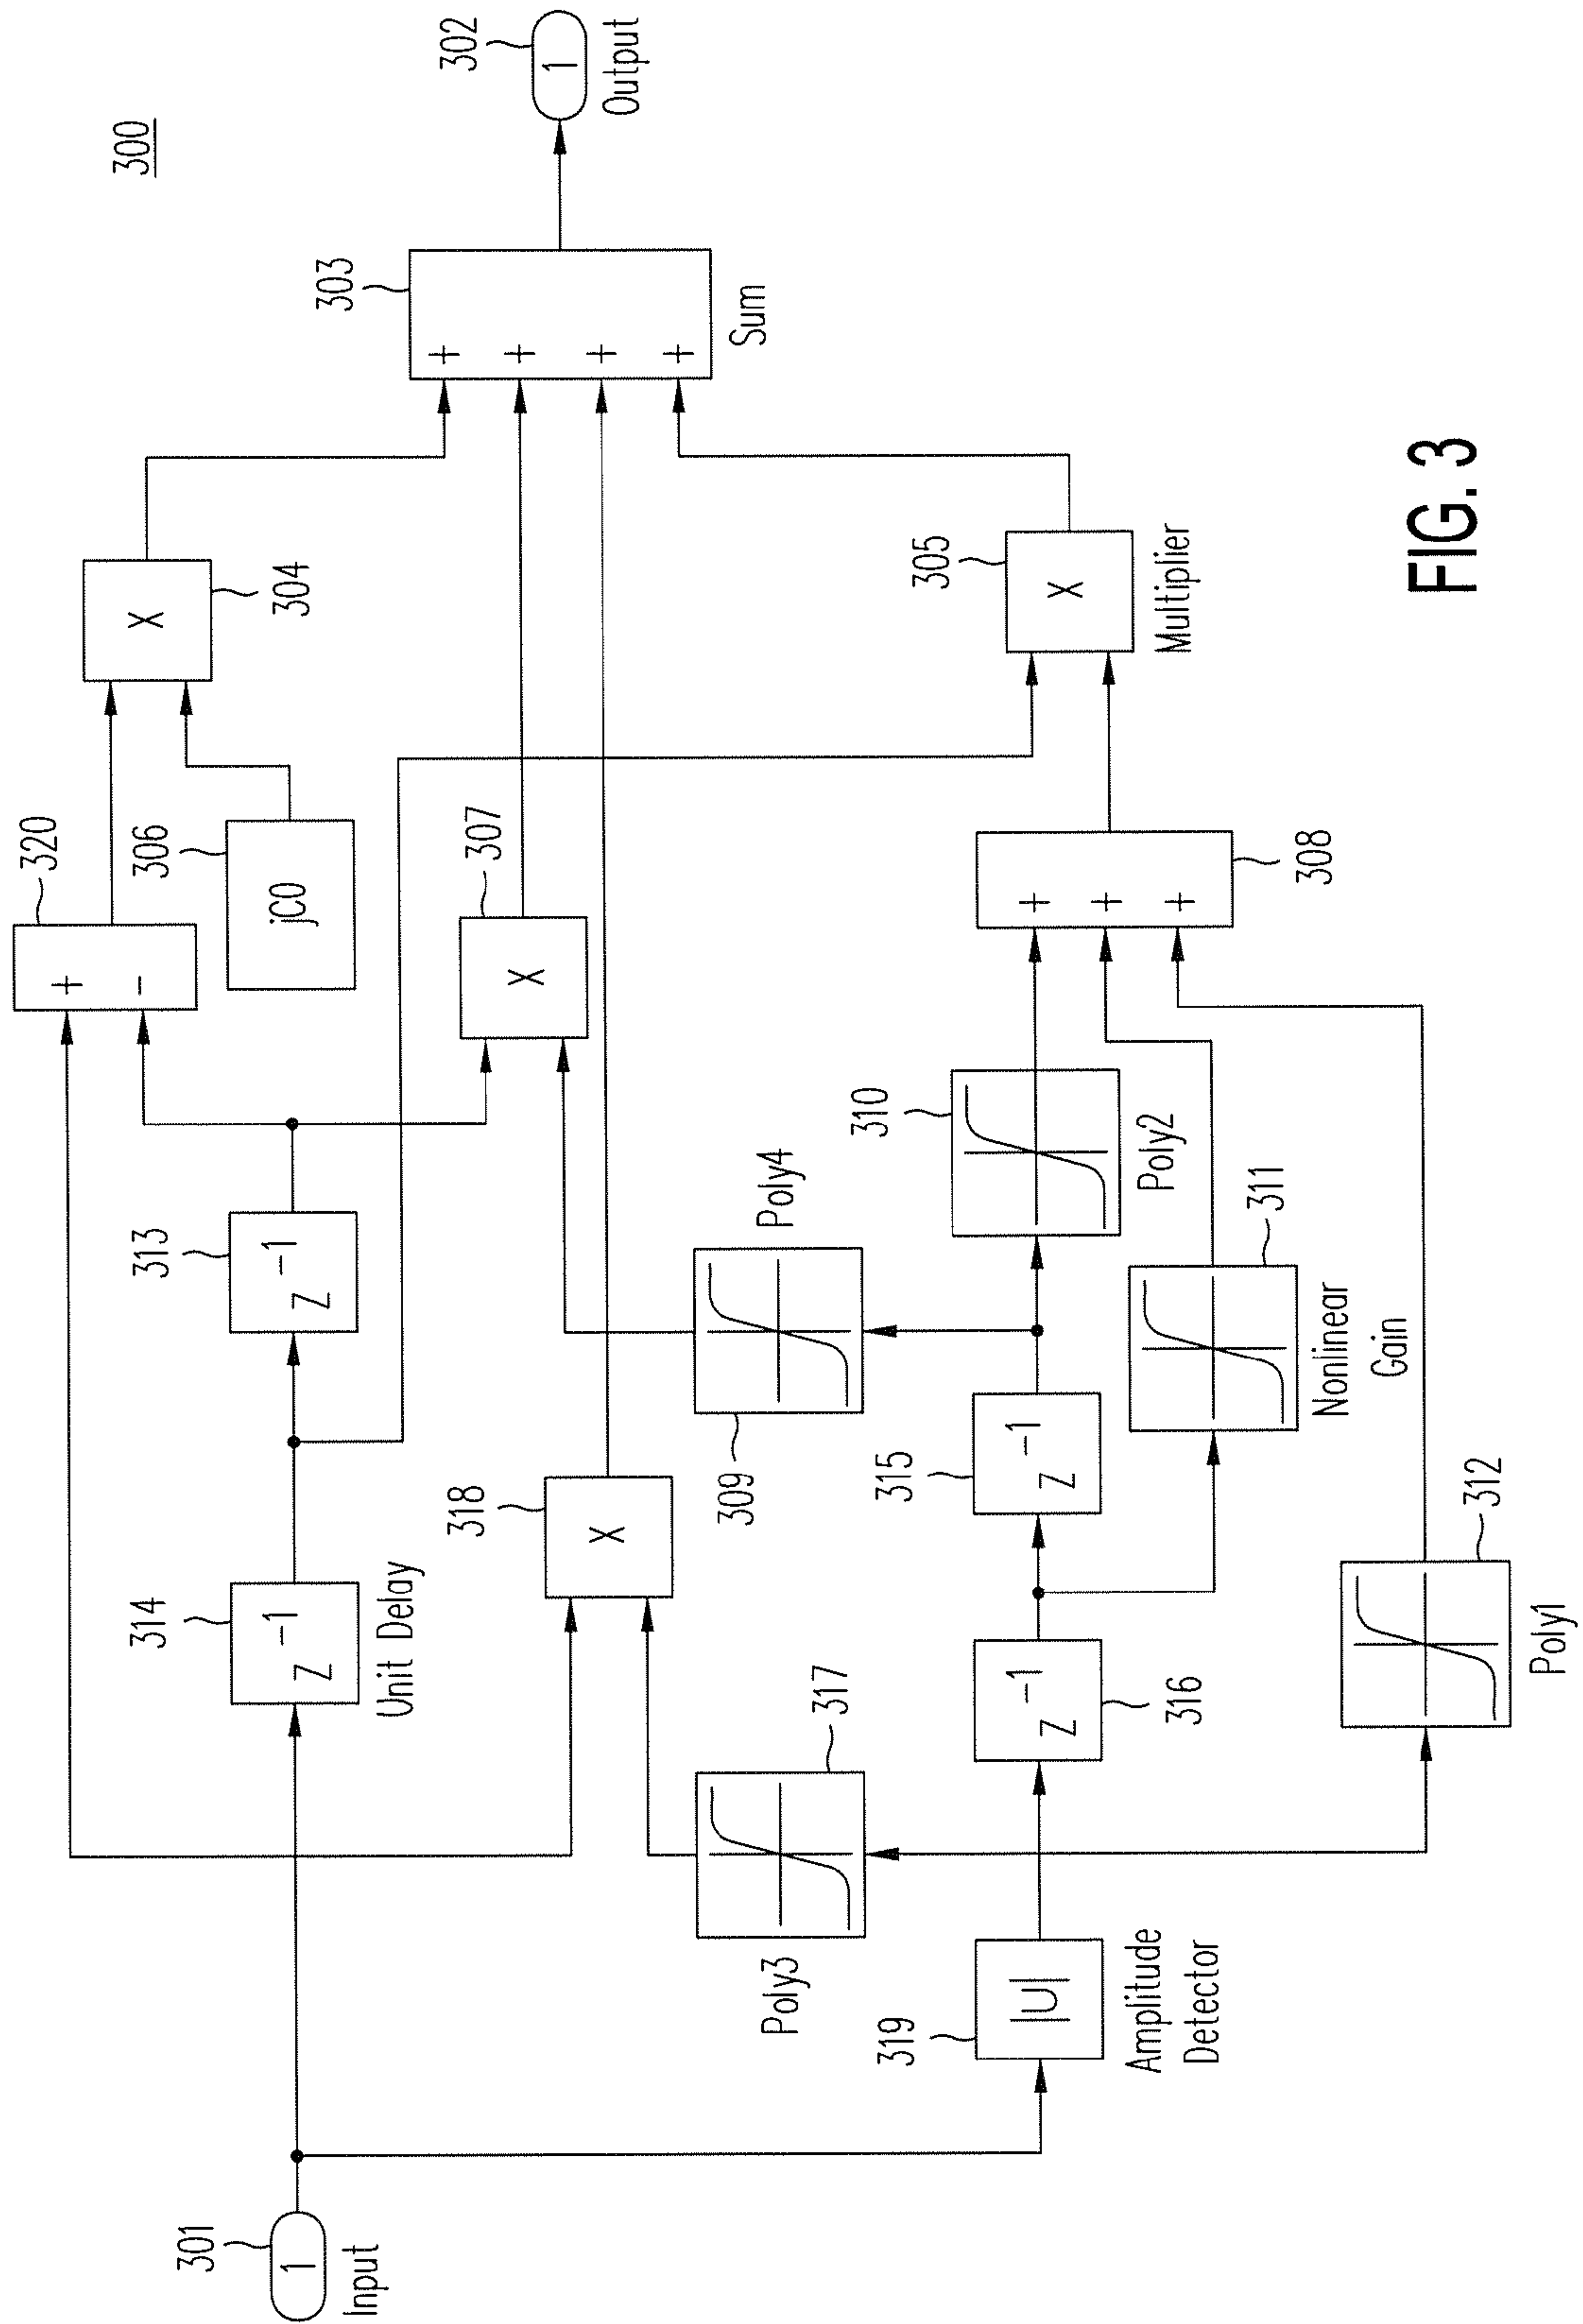 300
301
1
Input
314
Z⁻¹
Unit Delay
313
Z⁻¹
320
+
−
306
jC0
304
X
303
+
+
+
+
Sum
302
1
Output
318
X
307
X
Poly3
317
309
Poly4
319
|U|
Amplitude
Detector
316
Z⁻¹
315
Z⁻¹
310
Poly2
311
Nonlinear
Gain
312
Poly1
308
+
+
+
305
X
Multiplier
FIG. 3